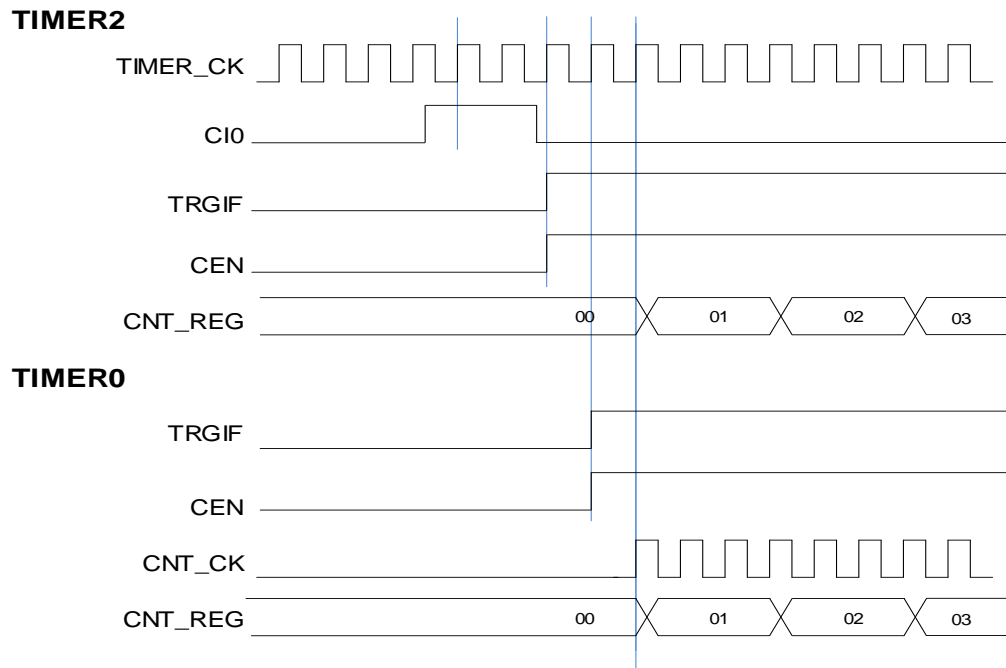 TIMER2
TIMER_CK
CI0
TRGIF
CEN
CNT_REG 00 01 02 03
TIMER0
TRGIF
CEN
CNT_CK
CNT_REG 00 01 02 03